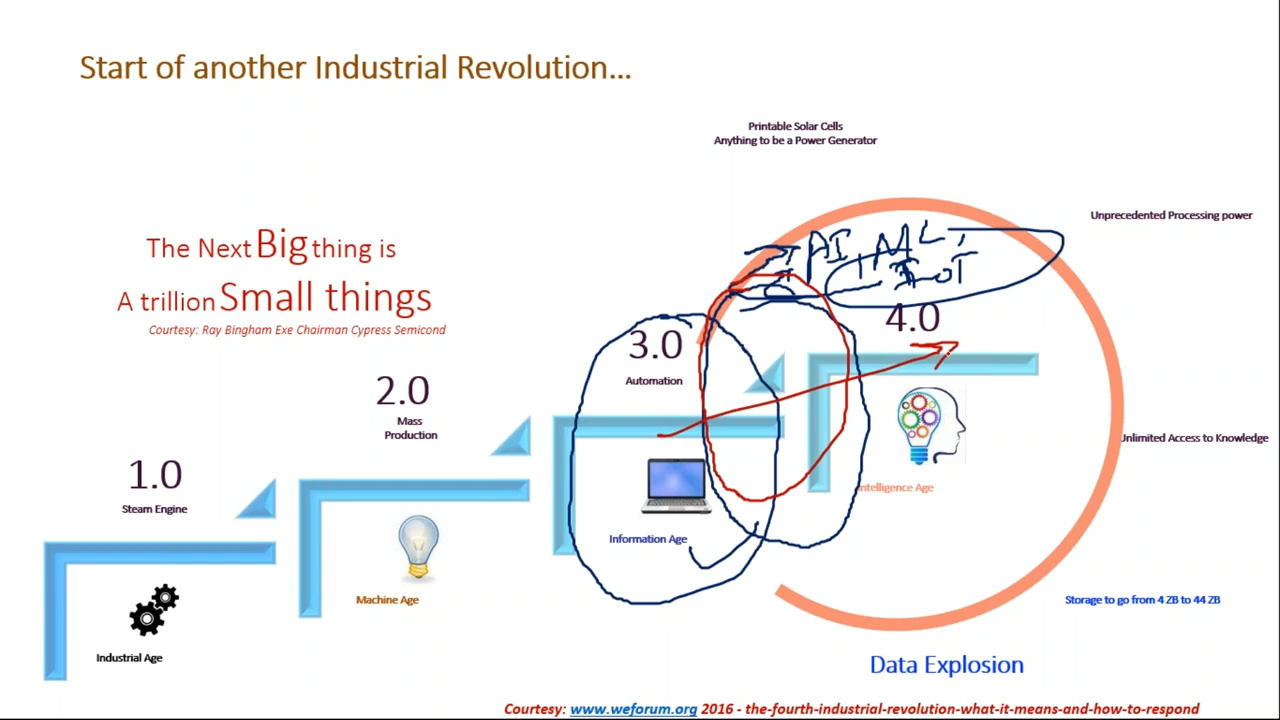 Start of another Industrial Revolution...
Printable Solar Cells
Anything to be a Power Generator
Unprecedented Processing power
The Next Big thing is
A trillion Small things
Courtesy: Ray Bingham Exe Chairman Cypress Semicond
AI, ML,
IoT
4.0
3.0
Automation
2.0
Mass
Production
1.0
Steam Engine
Unlimited Access to Knowledge
Intelligence Age
Information Age
Machine Age
Storage to go from 4 ZB to 44 ZB
Industrial Age
Data Explosion
Courtesy: www.weforum.org 2016 - the-fourth-industrial-revolution-what-it-means-and-how-to-respond